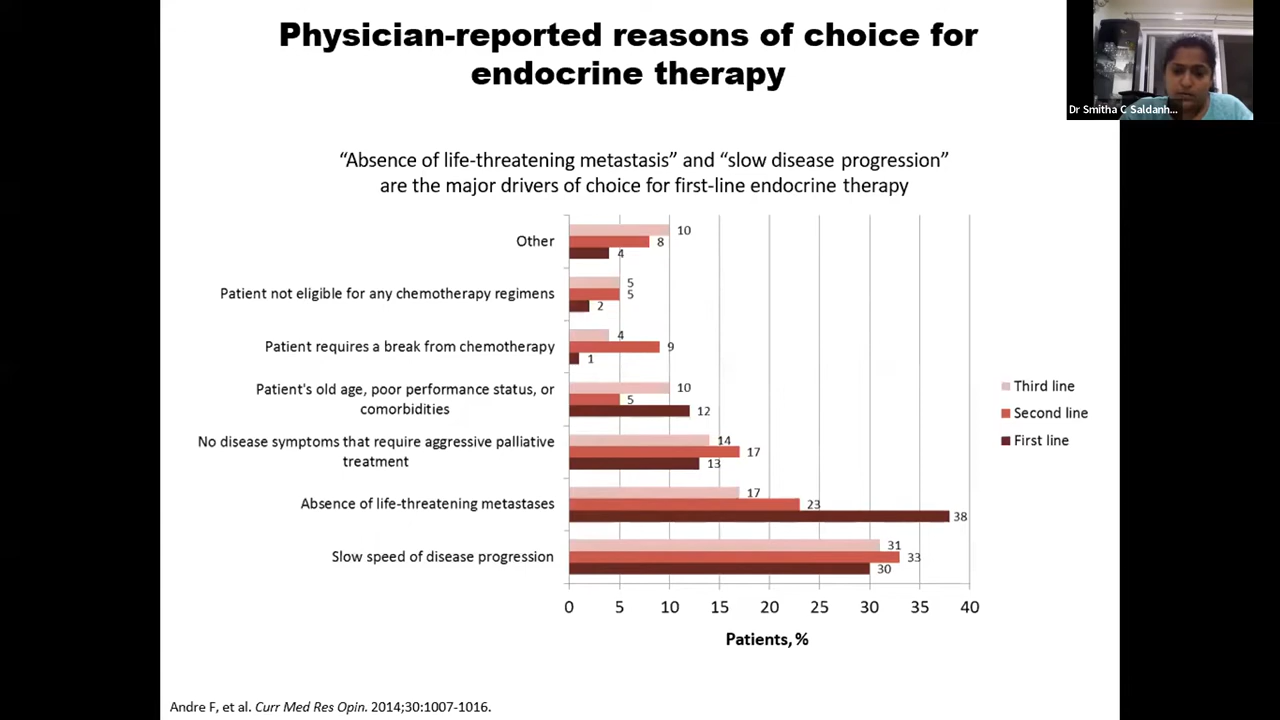 Physician-reported reasons of choice for
endocrine therapy
Dr Smitha C Saldanh...
“Absence of life-threatening metastasis” and “slow disease progression”
are the major drivers of choice for first-line endocrine therapy
Other
10
8
4
Patient not eligible for any chemotherapy regimens
5
5
2
Patient requires a break from chemotherapy
4
9
1
Patient's old age, poor performance status, or
comorbidities
10
5
12
No disease symptoms that require aggressive palliative
treatment
14
17
13
Absence of life-threatening metastases
17
23
38
Slow speed of disease progression
31
33
30
Third line
Second line
First line
0 5 10 15 20 25 30 35 40
Patients, %
Andre F, et al. Curr Med Res Opin. 2014;30:1007-1016.